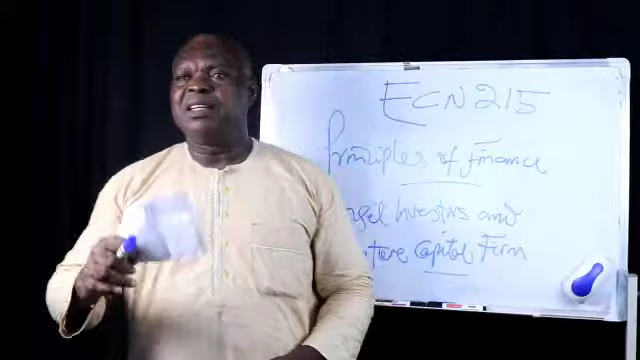 ECN 215
Principles of finance
Investors and
Capital Firm